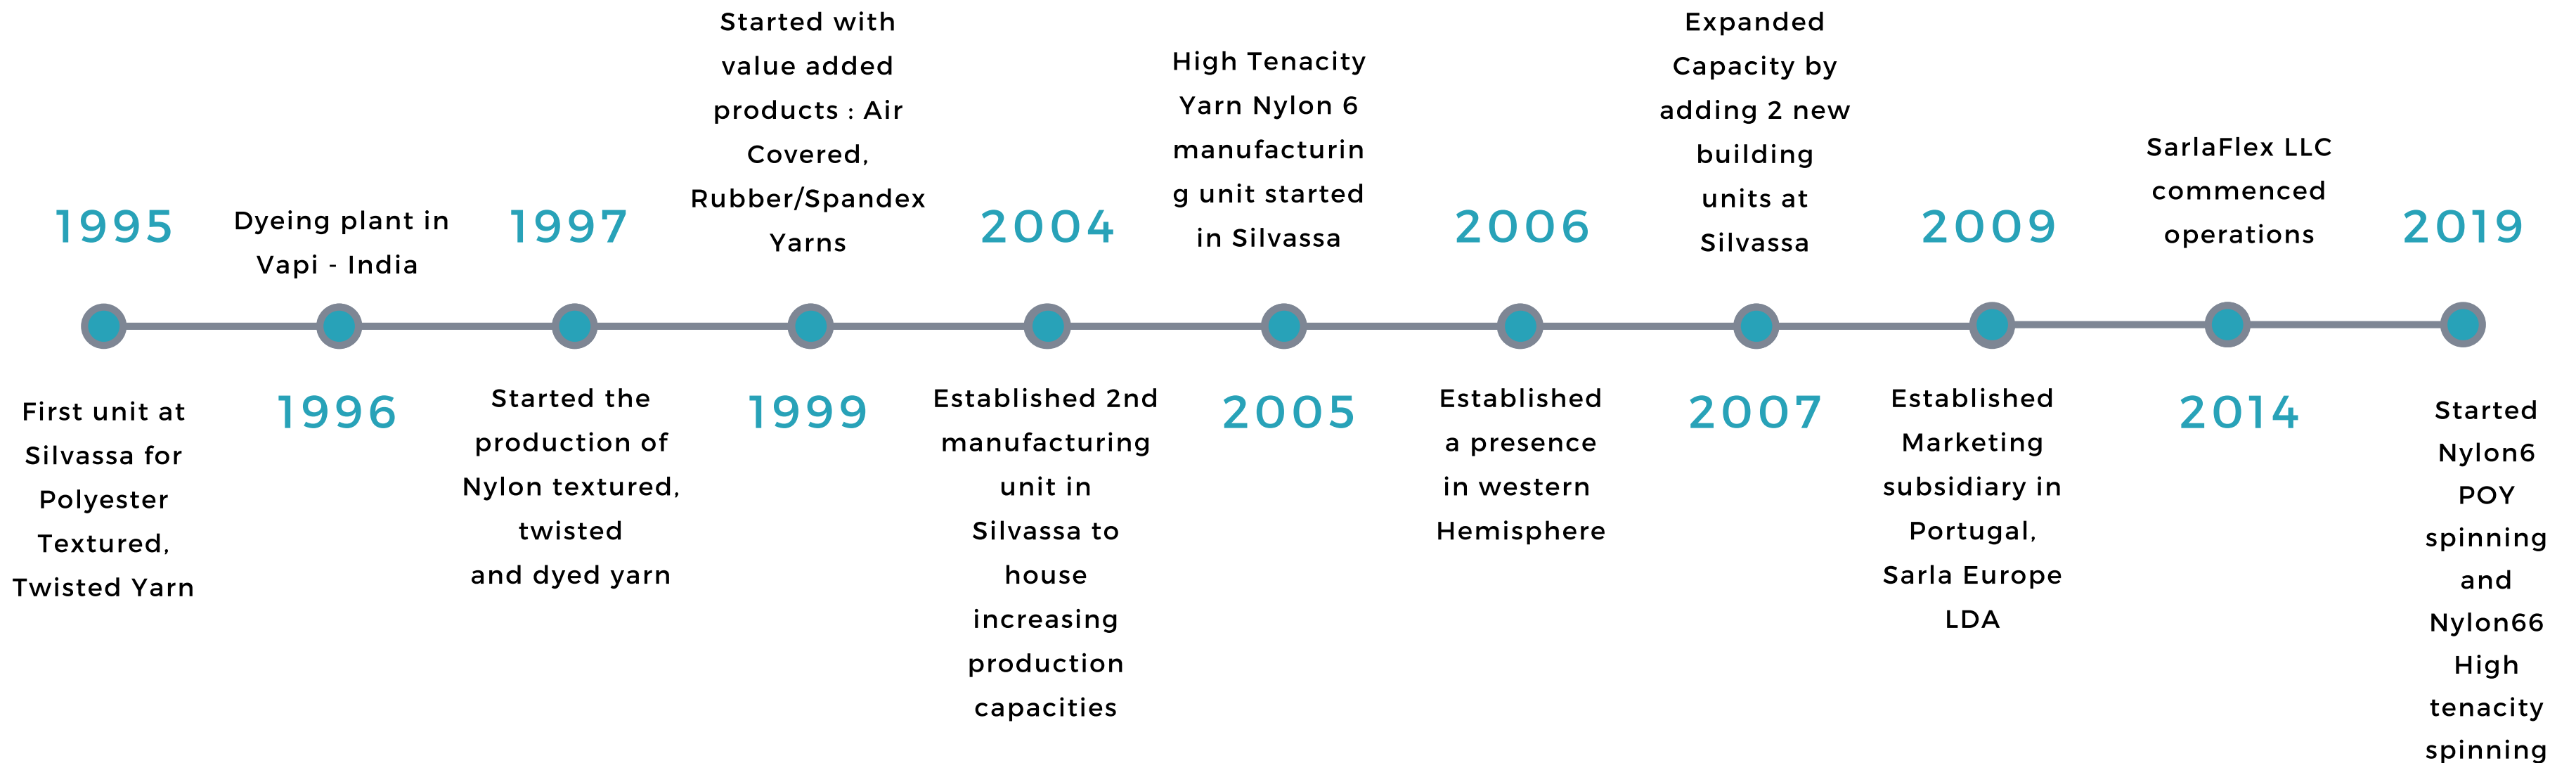 1995
First unit at
Silvassa for
Polyester
Textured,
Twisted Yarn
Dyeing plant in
Vapi - India
1996
1997
Started the
production of
Nylon textured,
twisted
and dyed yarn
Started with
value added
products : Air
Covered,
Rubber/Spandex
Yarns
1999
2004
Established 2nd
manufacturing
unit in
Silvassa to
house
increasing
production
capacities
High Tenacity
Yarn Nylon 6
manufacturin
g unit started
in Silvassa
2005
2006
Established
a presence
in western
Hemisphere
Expanded
Capacity by
adding 2 new
building
units at
Silvassa
2007
2009
Established
Marketing
subsidiary in
Portugal,
Sarla Europe
LDA
SarlaFlex LLC
commenced
operations
2014
2019
Started
Nylon6
POY
spinning
and
Nylon66
High
tenacity
spinning